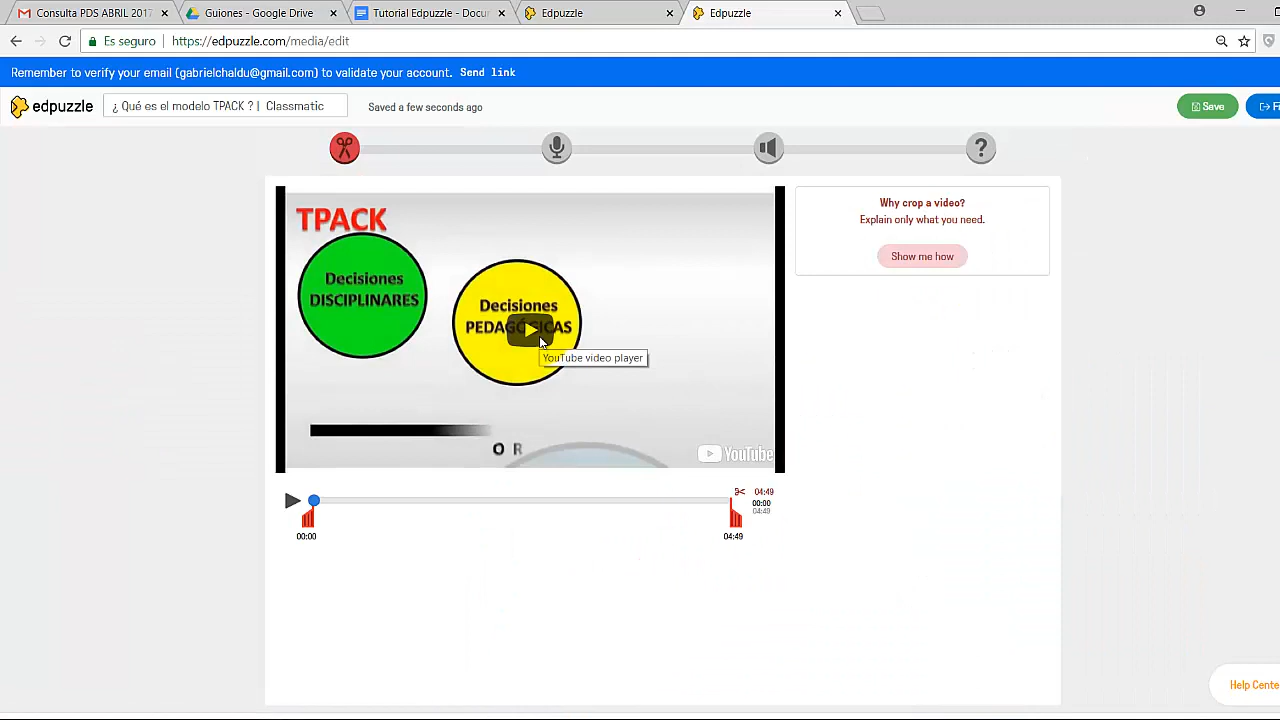 Consulta PDS ABRIL 2017
Guiones - Google Drive
Tutorial Edpuzzle - Docu
Edpuzzle
Edpuzzle
Es seguro
https://edpuzzle.com/media/edit
Remember to verify your email (gabrielchaldu@gmail.com) to validate your account. Send link
edpuzzle
¿ Qué es el modelo TPACK ? | Classmatic
Saved a few seconds ago
Save
Fi
?
TPACK
Decisiones
DISCIPLINARES
Decisiones
PEDAGÓGICAS
YouTube video player
O R
YouTube
Why crop a video?
Explain only what you need.
Show me how
04:49
00:00
04:49
00:00
04:49
Help Cente